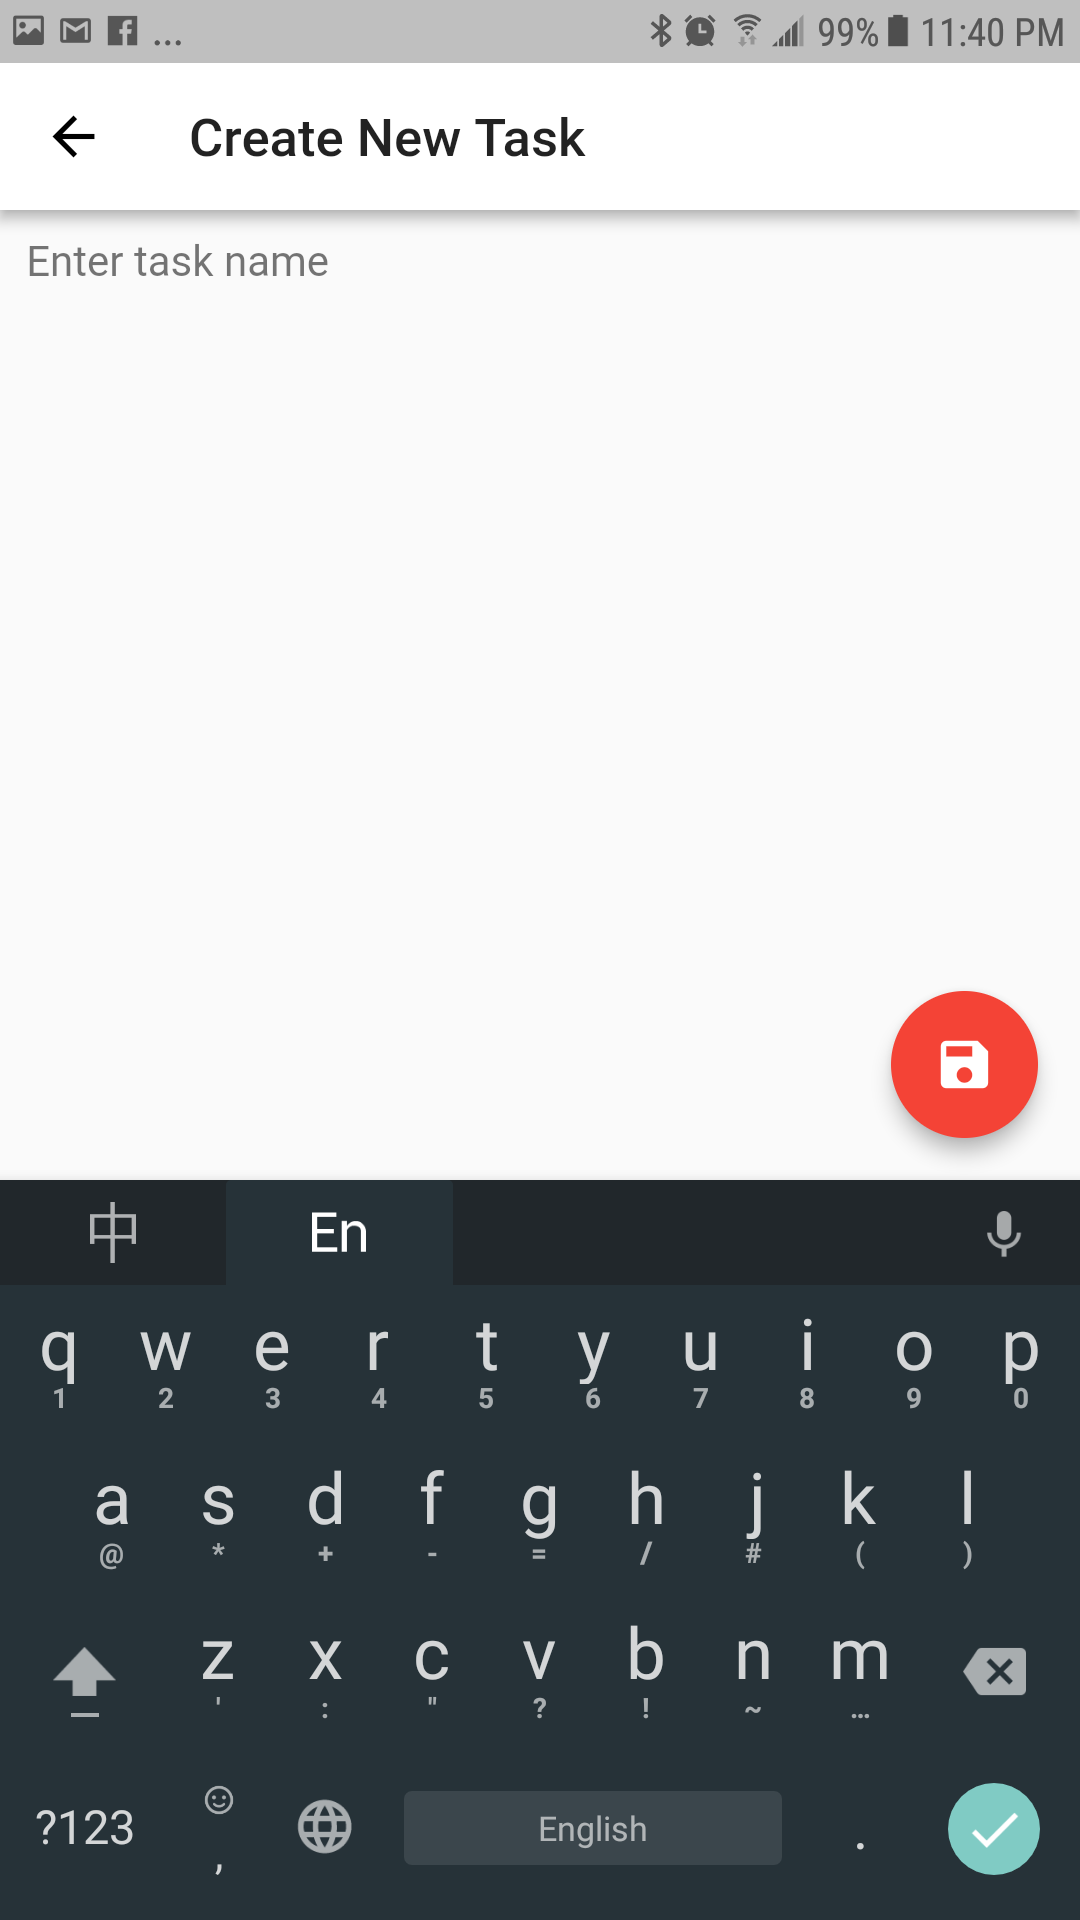 ... 99% 11:40 PM
Create New Task
Enter task name
中 En
q w e r t y u i o p
1 2 3 4 5 6 7 8 9 0
a s d f g h j k l
@ * + - = / # ( )
z x c v b n m
' : " ? ! ~ …
?123 , English .